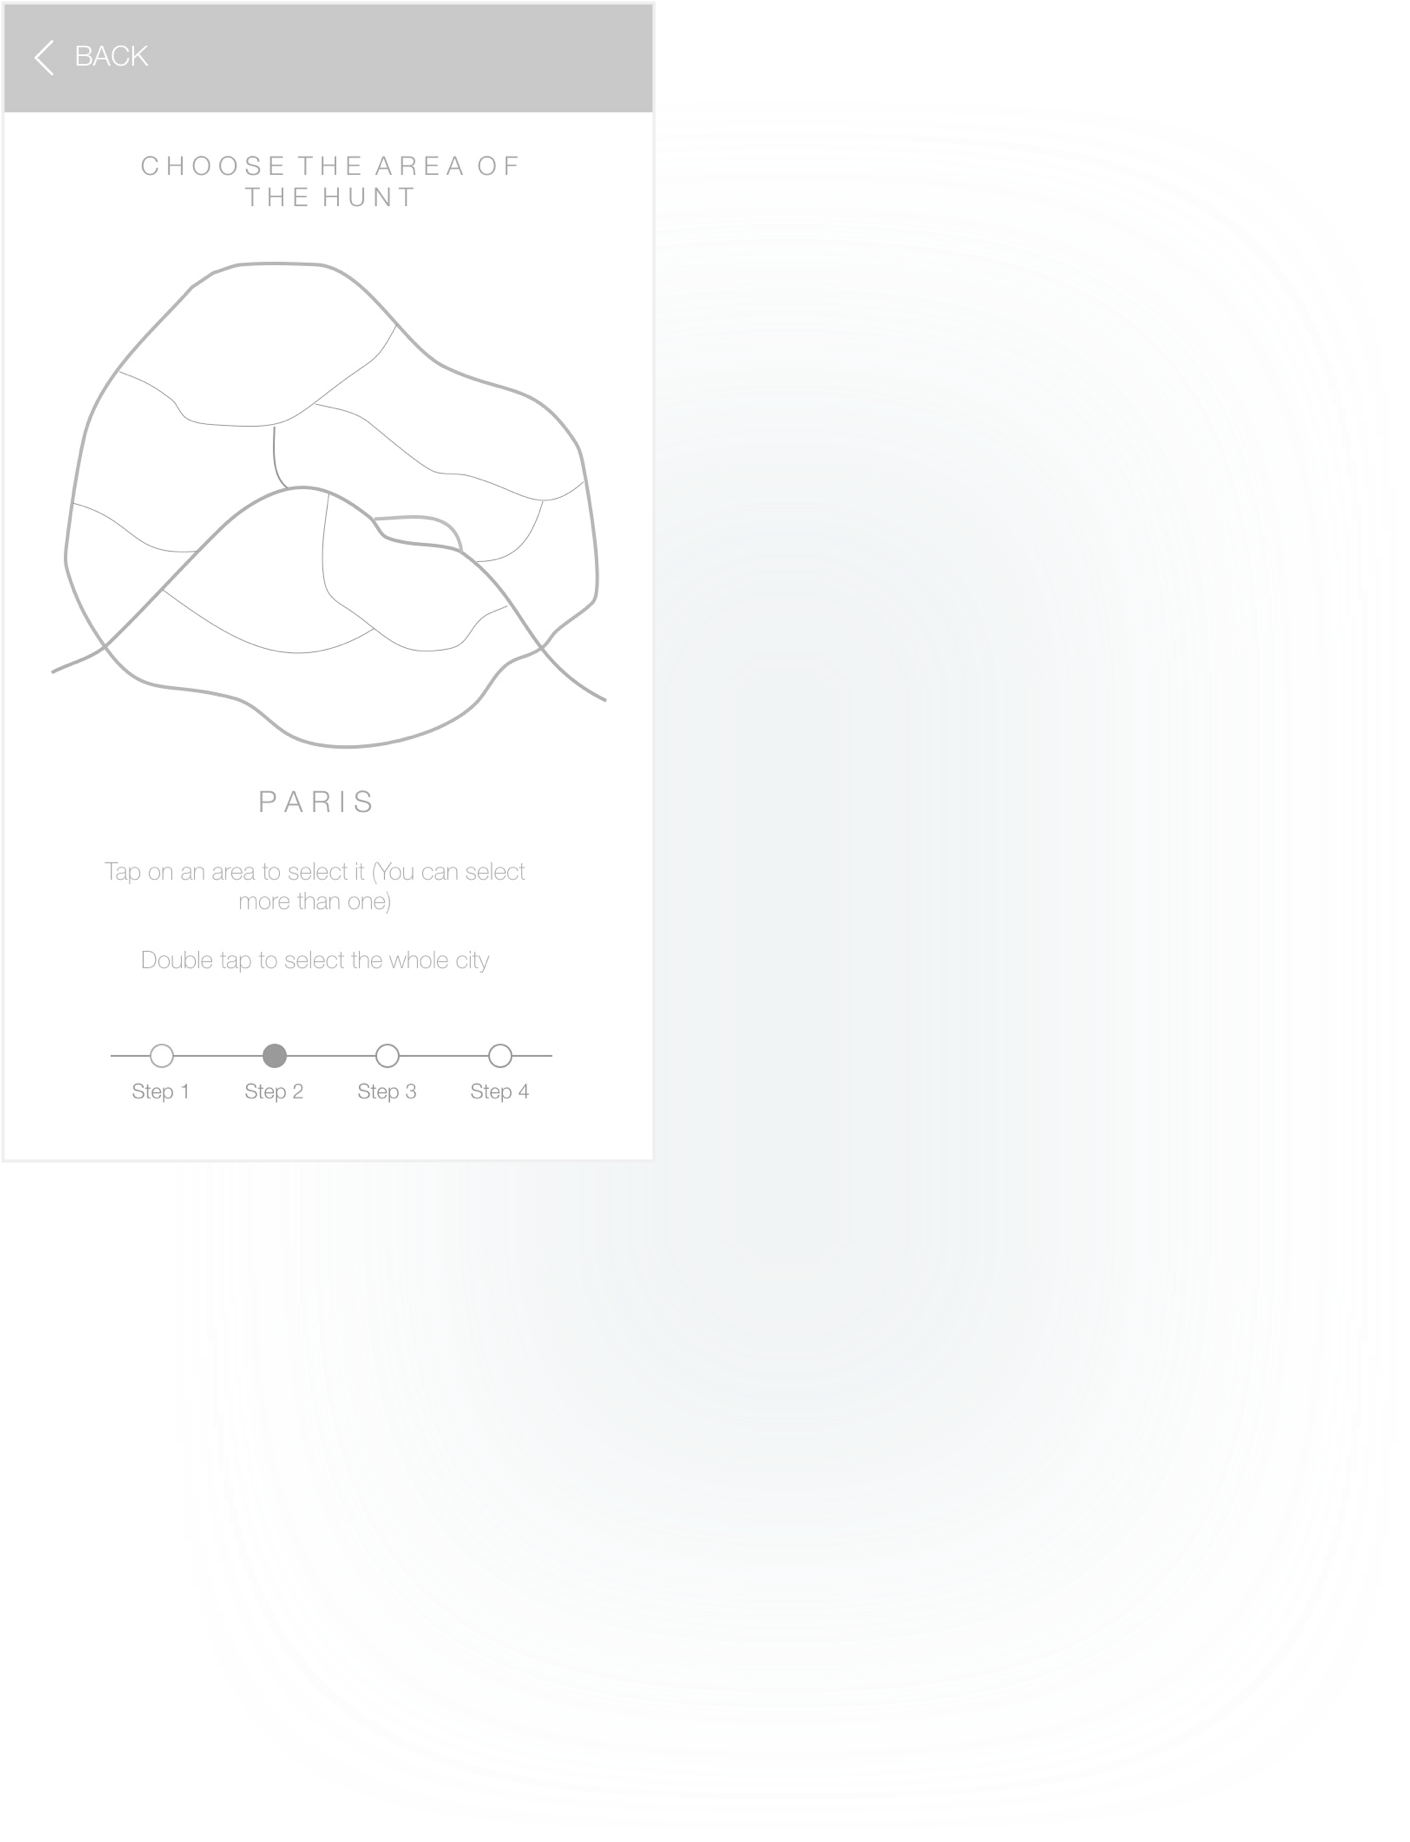 BACK
CHOOSE THE AREA OF
THE HUNT
PARIS
Tap on an area to select it (You can select
more than one)
Double tap to select the whole city
Step 1
Step 2
Step 3
Step 4